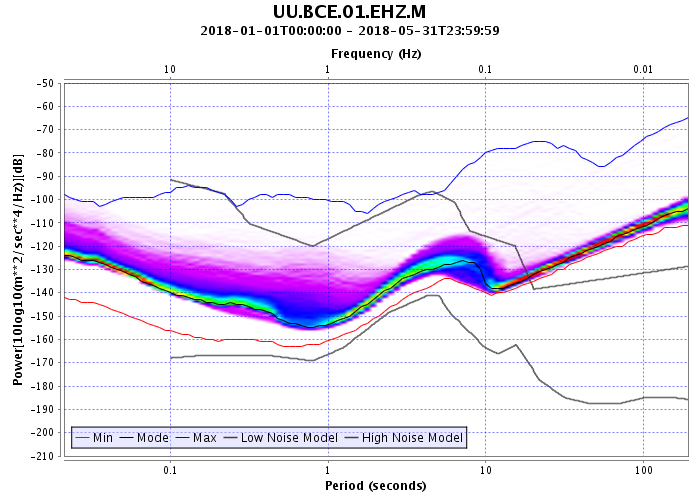 UU.BCE.01.EHZ.M
2018-01-01T00:00:00 - 2018-05-31T23:59:59
Frequency (Hz)
10 1 0.1 0.01
-50
-60
-70
-80
-90
-100
-110
-120
-130
-140
-150
-160
-170
-180
-190
-200
-210
Power[10log10(m**2/sec**4/Hz)][dB]
Min Mode Max Low Noise Model High Noise Model
0.1 1 10 100
Period (seconds)